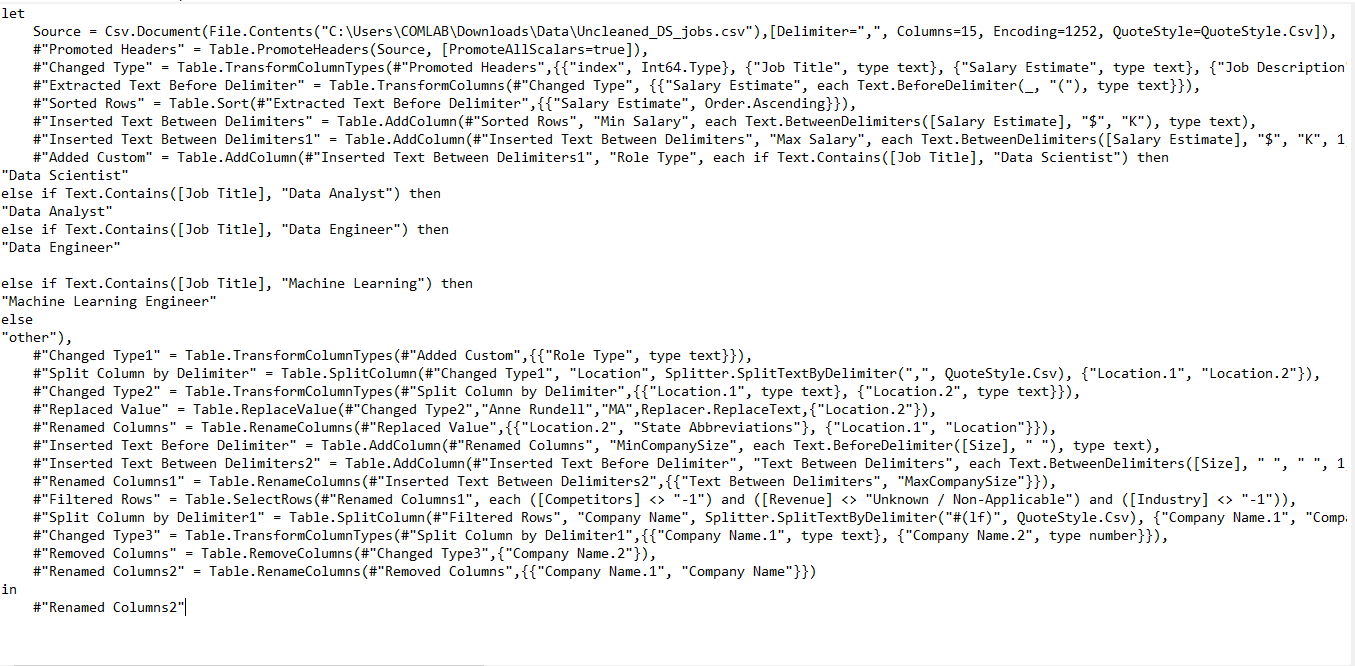 let
    Source = Csv.Document(File.Contents("C:\Users\COMLAB\Downloads\Data\Uncleaned_DS_jobs.csv"),[Delimiter=",", Columns=15, Encoding=1252, QuoteStyle=QuoteStyle.Csv]),
    #"Promoted Headers" = Table.PromoteHeaders(Source, [PromoteAllScalars=true]),
    #"Changed Type" = Table.TransformColumnTypes(#"Promoted Headers",{{"index", Int64.Type}, {"Job Title", type text}, {"Salary Estimate", type text}, {"Job Description"
    #"Extracted Text Before Delimiter" = Table.TransformColumns(#"Changed Type", {{"Salary Estimate", each Text.BeforeDelimiter(_, "("), type text}}),
    #"Sorted Rows" = Table.Sort(#"Extracted Text Before Delimiter",{{"Salary Estimate", Order.Ascending}}),
    #"Inserted Text Between Delimiters" = Table.AddColumn(#"Sorted Rows", "Min Salary", each Text.BetweenDelimiters([Salary Estimate], "$", "K"), type text),
    #"Inserted Text Between Delimiters1" = Table.AddColumn(#"Inserted Text Between Delimiters", "Max Salary", each Text.BetweenDelimiters([Salary Estimate], "$", "K", 1,
    #"Added Custom" = Table.AddColumn(#"Inserted Text Between Delimiters1", "Role Type", each if Text.Contains([Job Title], "Data Scientist") then
"Data Scientist"
else if Text.Contains([Job Title], "Data Analyst") then
"Data Analyst"
else if Text.Contains([Job Title], "Data Engineer") then
"Data Engineer"
else if Text.Contains([Job Title], "Machine Learning") then
"Machine Learning Engineer"
else
"other"),
    #"Changed Type1" = Table.TransformColumnTypes(#"Added Custom",{{"Role Type", type text}}),
    #"Split Column by Delimiter" = Table.SplitColumn(#"Changed Type1", "Location", Splitter.SplitTextByDelimiter(",", QuoteStyle.Csv), {"Location.1", "Location.2"}),
    #"Changed Type2" = Table.TransformColumnTypes(#"Split Column by Delimiter",{{"Location.1", type text}, {"Location.2", type text}}),
    #"Replaced Value" = Table.ReplaceValue(#"Changed Type2","Anne Rundell","MA",Replacer.ReplaceText,{"Location.2"}),
    #"Renamed Columns" = Table.RenameColumns(#"Replaced Value",{{"Location.2", "State Abbreviations"}, {"Location.1", "Location"}}),
    #"Inserted Text Before Delimiter" = Table.AddColumn(#"Renamed Columns", "MinCompanySize", each Text.BeforeDelimiter([Size], " "), type text),
    #"Inserted Text Between Delimiters2" = Table.AddColumn(#"Inserted Text Before Delimiter", "Text Between Delimiters", each Text.BetweenDelimiters([Size], " ", " ", 1,
    #"Renamed Columns1" = Table.RenameColumns(#"Inserted Text Between Delimiters2",{{"Text Between Delimiters", "MaxCompanySize"}}),
    #"Filtered Rows" = Table.SelectRows(#"Renamed Columns1", each ([Competitors] <> "-1") and ([Revenue] <> "Unknown / Non-Applicable") and ([Industry] <> "-1")),
    #"Split Column by Delimiter1" = Table.SplitColumn(#"Filtered Rows", "Company Name", Splitter.SplitTextByDelimiter("#(lf)", QuoteStyle.Csv), {"Company Name.1", "Comp
    #"Changed Type3" = Table.TransformColumnTypes(#"Split Column by Delimiter1",{{"Company Name.1", type text}, {"Company Name.2", type number}}),
    #"Removed Columns" = Table.RemoveColumns(#"Changed Type3",{"Company Name.2"}),
    #"Renamed Columns2" = Table.RenameColumns(#"Removed Columns",{{"Company Name.1", "Company Name"}})
in
    #"Renamed Columns2"